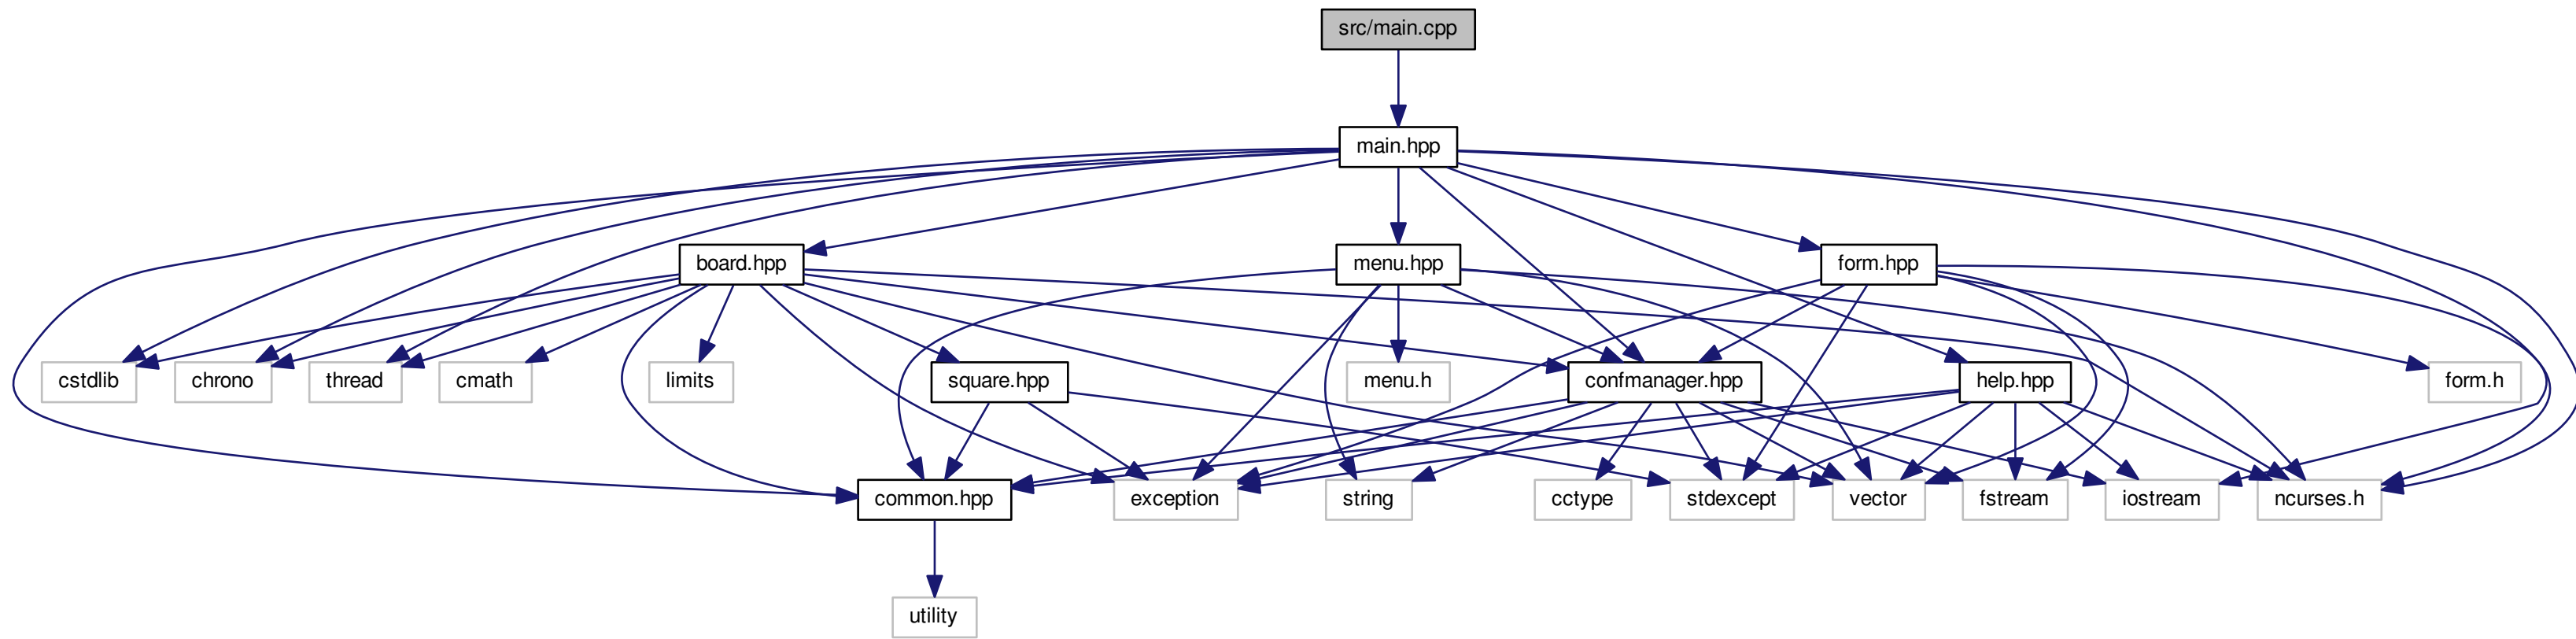 src/main.cpp
main.hpp
board.hpp
menu.hpp
form.hpp
cstdlib
chrono
thread
cmath
limits
square.hpp
menu.h
confmanager.hpp
help.hpp
form.h
common.hpp
exception
string
cctype
stdexcept
vector
fstream
iostream
ncurses.h
utility